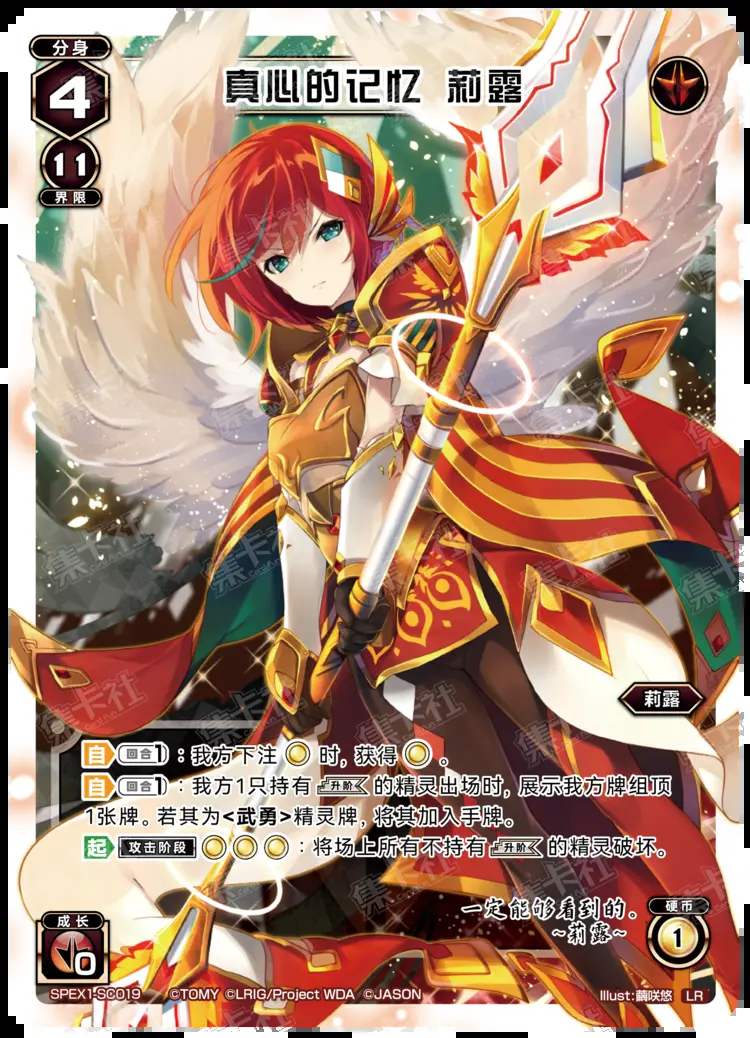 分身
4
真心的记忆 莉露
11
界限
莉露
自 回合1 : 我方下注 时, 获得 。
自 回合1 : 我方1只持有 升阶 的精灵出场时, 展示我方牌组顶
1张牌。若其为<武勇>精灵牌, 将其加入手牌。
起 攻击阶段 : 将场上所有不持有 升阶 的精灵破坏。
一定能够看到的。
~莉露~
硬币
1
成长
0
SPEX1-SC019 ©TOMY ©LRIG/Project WDA ©JASON Illust:繭咲悠 LR
集卡社